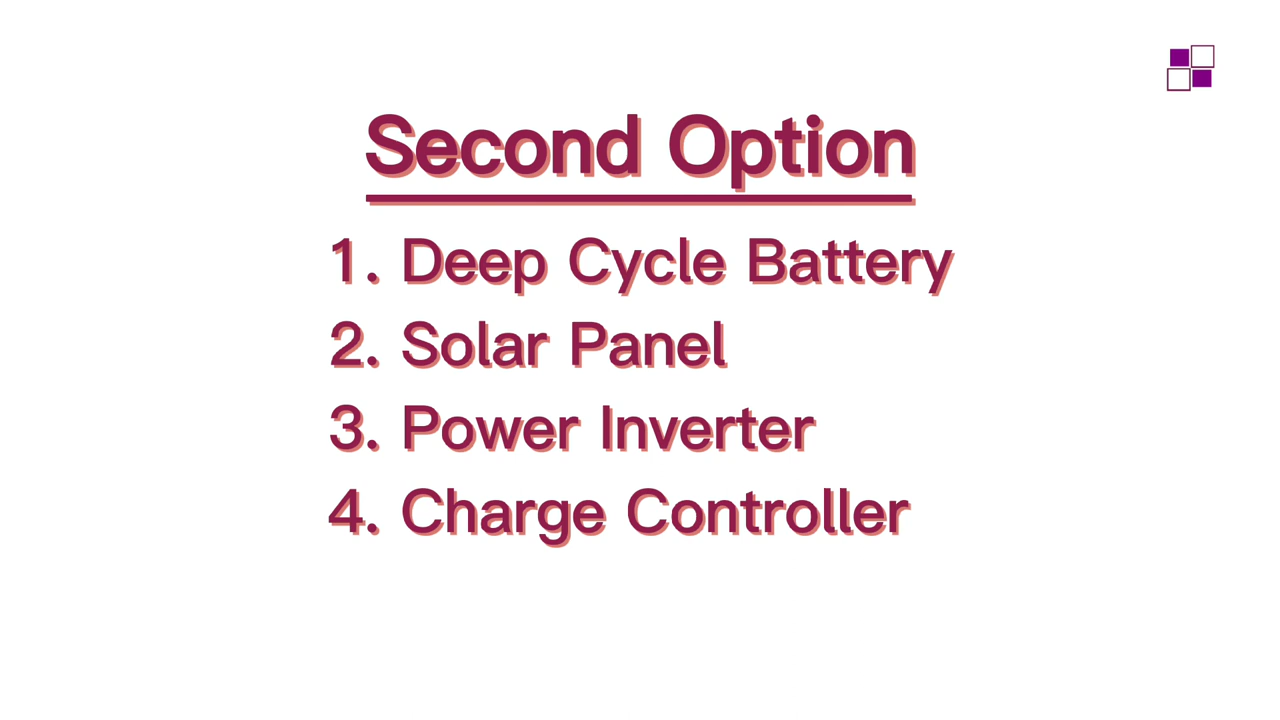 Second Option
1. Deep Cycle Battery
2. Solar Panel
3. Power Inverter
4. Charge Controller